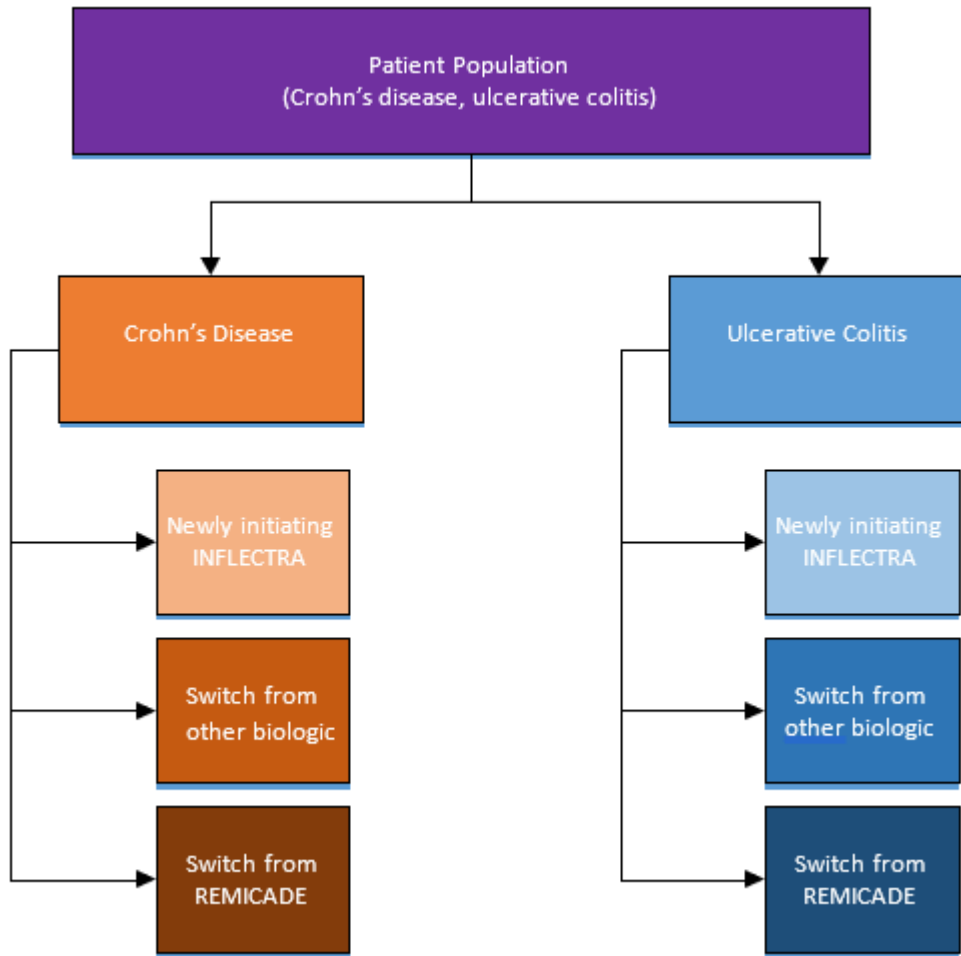 Patient Population
(Crohn’s disease, ulcerative colitis)
Crohn’s Disease
Ulcerative Colitis
Newly initiating
INFLECTRA
Newly initiating
INFLECTRA
Switch from
other biologic
Switch from
other biologic
Switch from
REMICADE
Switch from
REMICADE